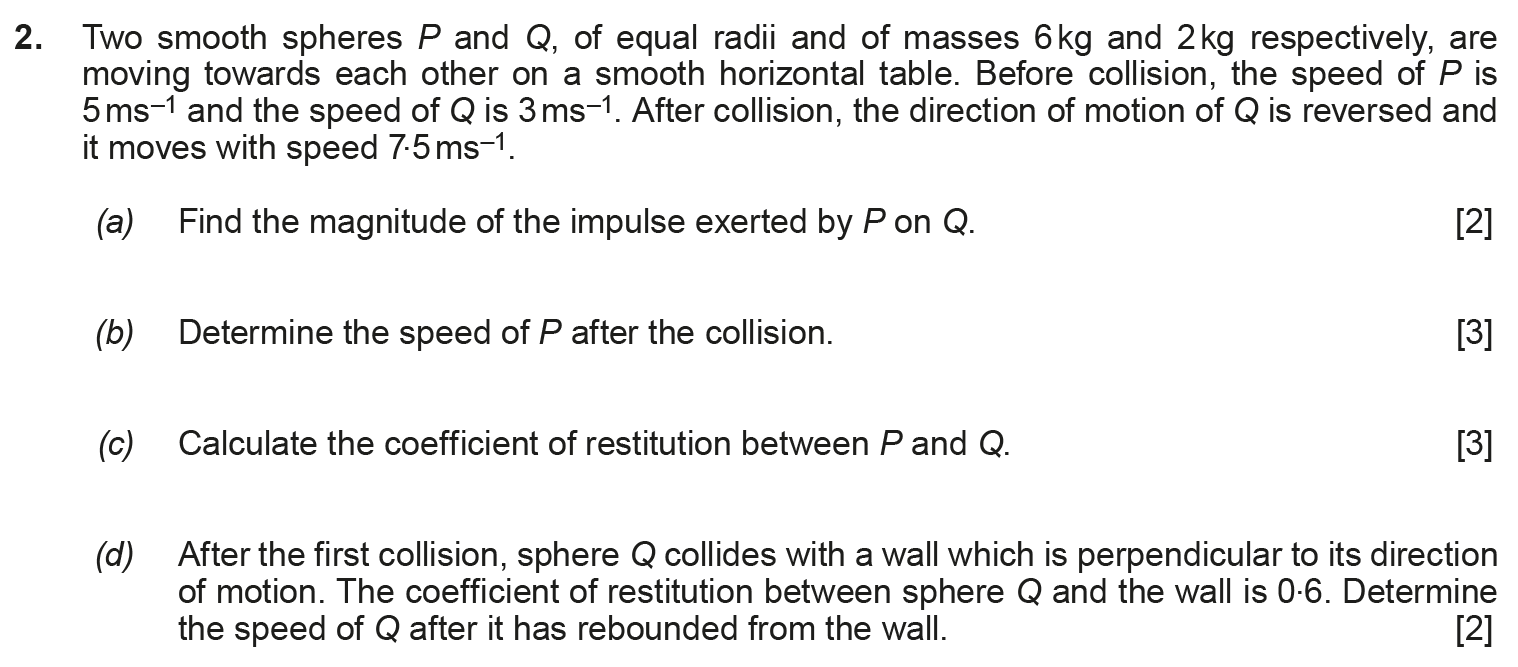 2. Two smooth spheres P and Q, of equal radii and of masses 6 kg and 2 kg respectively, are
moving towards each other on a smooth horizontal table. Before collision, the speed of P is
5 ms⁻¹ and the speed of Q is 3 ms⁻¹. After collision, the direction of motion of Q is reversed and
it moves with speed 7·5 ms⁻¹.
(a) Find the magnitude of the impulse exerted by P on Q. [2]
(b) Determine the speed of P after the collision. [3]
(c) Calculate the coefficient of restitution between P and Q. [3]
(d) After the first collision, sphere Q collides with a wall which is perpendicular to its direction
of motion. The coefficient of restitution between sphere Q and the wall is 0·6. Determine
the speed of Q after it has rebounded from the wall. [2]